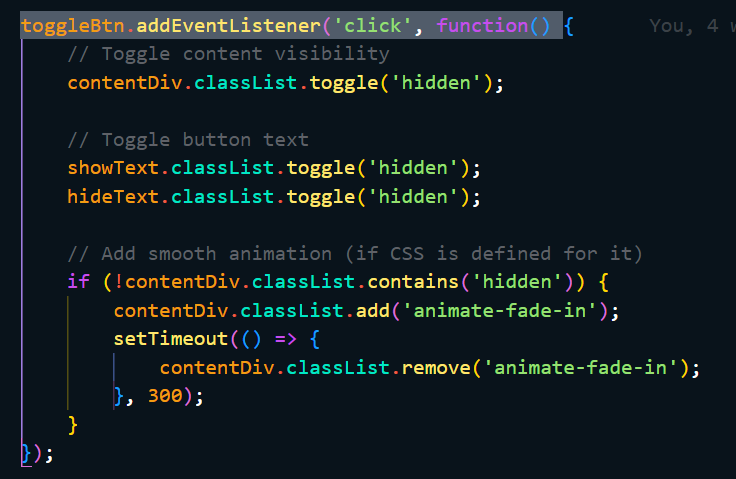 toggleBtn.addEventListener('click', function() {     You, 4 w
    // Toggle content visibility
    contentDiv.classList.toggle('hidden');

    // Toggle button text
    showText.classList.toggle('hidden');
    hideText.classList.toggle('hidden');

    // Add smooth animation (if CSS is defined for it)
    if (!contentDiv.classList.contains('hidden')) {
        contentDiv.classList.add('animate-fade-in');
        setTimeout(() => {
            contentDiv.classList.remove('animate-fade-in');
        }, 300);
    }
});